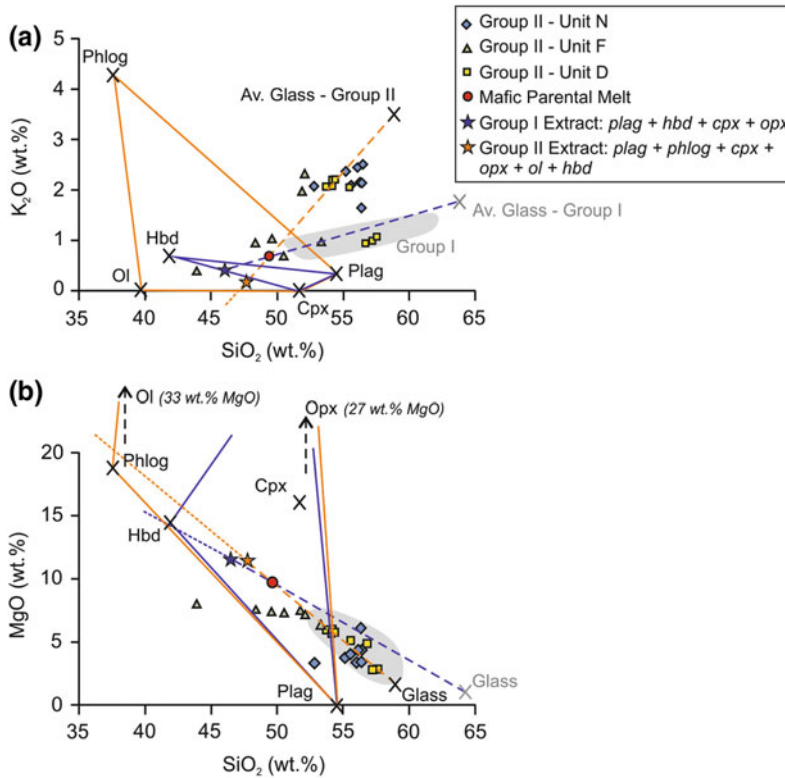 (a)
Phlog
Av. Glass - Group II
Group II - Unit N
Group II - Unit F
Group II - Unit D
Mafic Parental Melt
Group I Extract: plag + hbd + cpx + opx
Group II Extract: plag + phlog + cpx +
opx + ol + hbd
5
4
3
2
1
0
K₂O (wt.%)
Hbd
Ol
Plag
Cpx
Group I
Av. Glass - Group I
35 40 45 50 55 60 65
SiO₂ (wt.%)
(b)
Ol (33 wt.% MgO)
Opx (27 wt.% MgO)
20
15
10
5
0
MgO (wt.%)
Phlog
Cpx
Hbd
Plag
Glass
Glass
35 40 45 50 55 60 65
SiO₂ (wt.%)